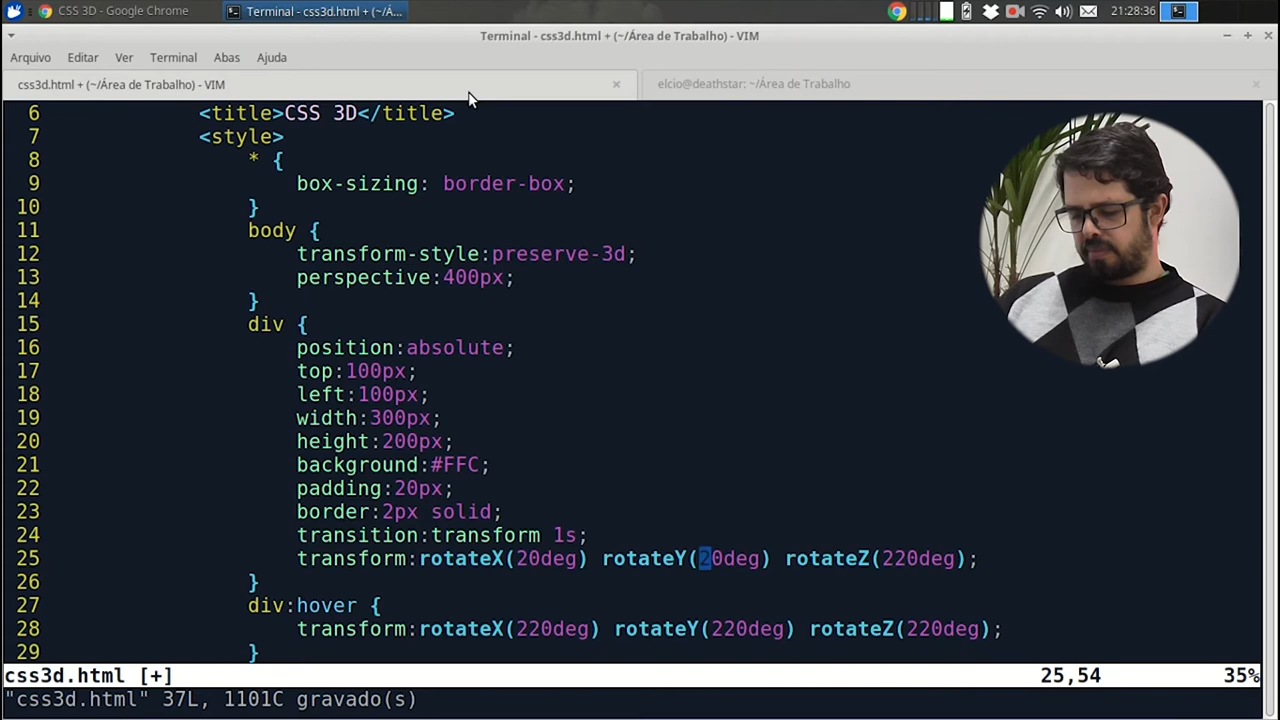 CSS 3D - Google Chrome
Terminal - css3d.html + (~/Á...
21:28:36
Terminal - css3d.html + (~/Área de Trabalho) - VIM
Arquivo Editar Ver Terminal Abas Ajuda
css3d.html + (~/Área de Trabalho) - VIM
elcio@deathstar: ~/Área de Trabalho
6 <title>CSS 3D</title>
7 <style>
8 * {
9 box-sizing: border-box;
10 }
11 body {
12 transform-style:preserve-3d;
13 perspective:400px;
14 }
15 div {
16 position:absolute;
17 top:100px;
18 left:100px;
19 width:300px;
20 height:200px;
21 background:#FFC;
22 padding:20px;
23 border:2px solid;
24 transition:transform 1s;
25 transform:rotateX(20deg) rotateY(20deg) rotateZ(220deg);
26 }
27 div:hover {
28 transform:rotateX(220deg) rotateY(220deg) rotateZ(220deg);
29 }
css3d.html [+] 25,54 35%
"css3d.html" 37L, 1101C gravado(s)